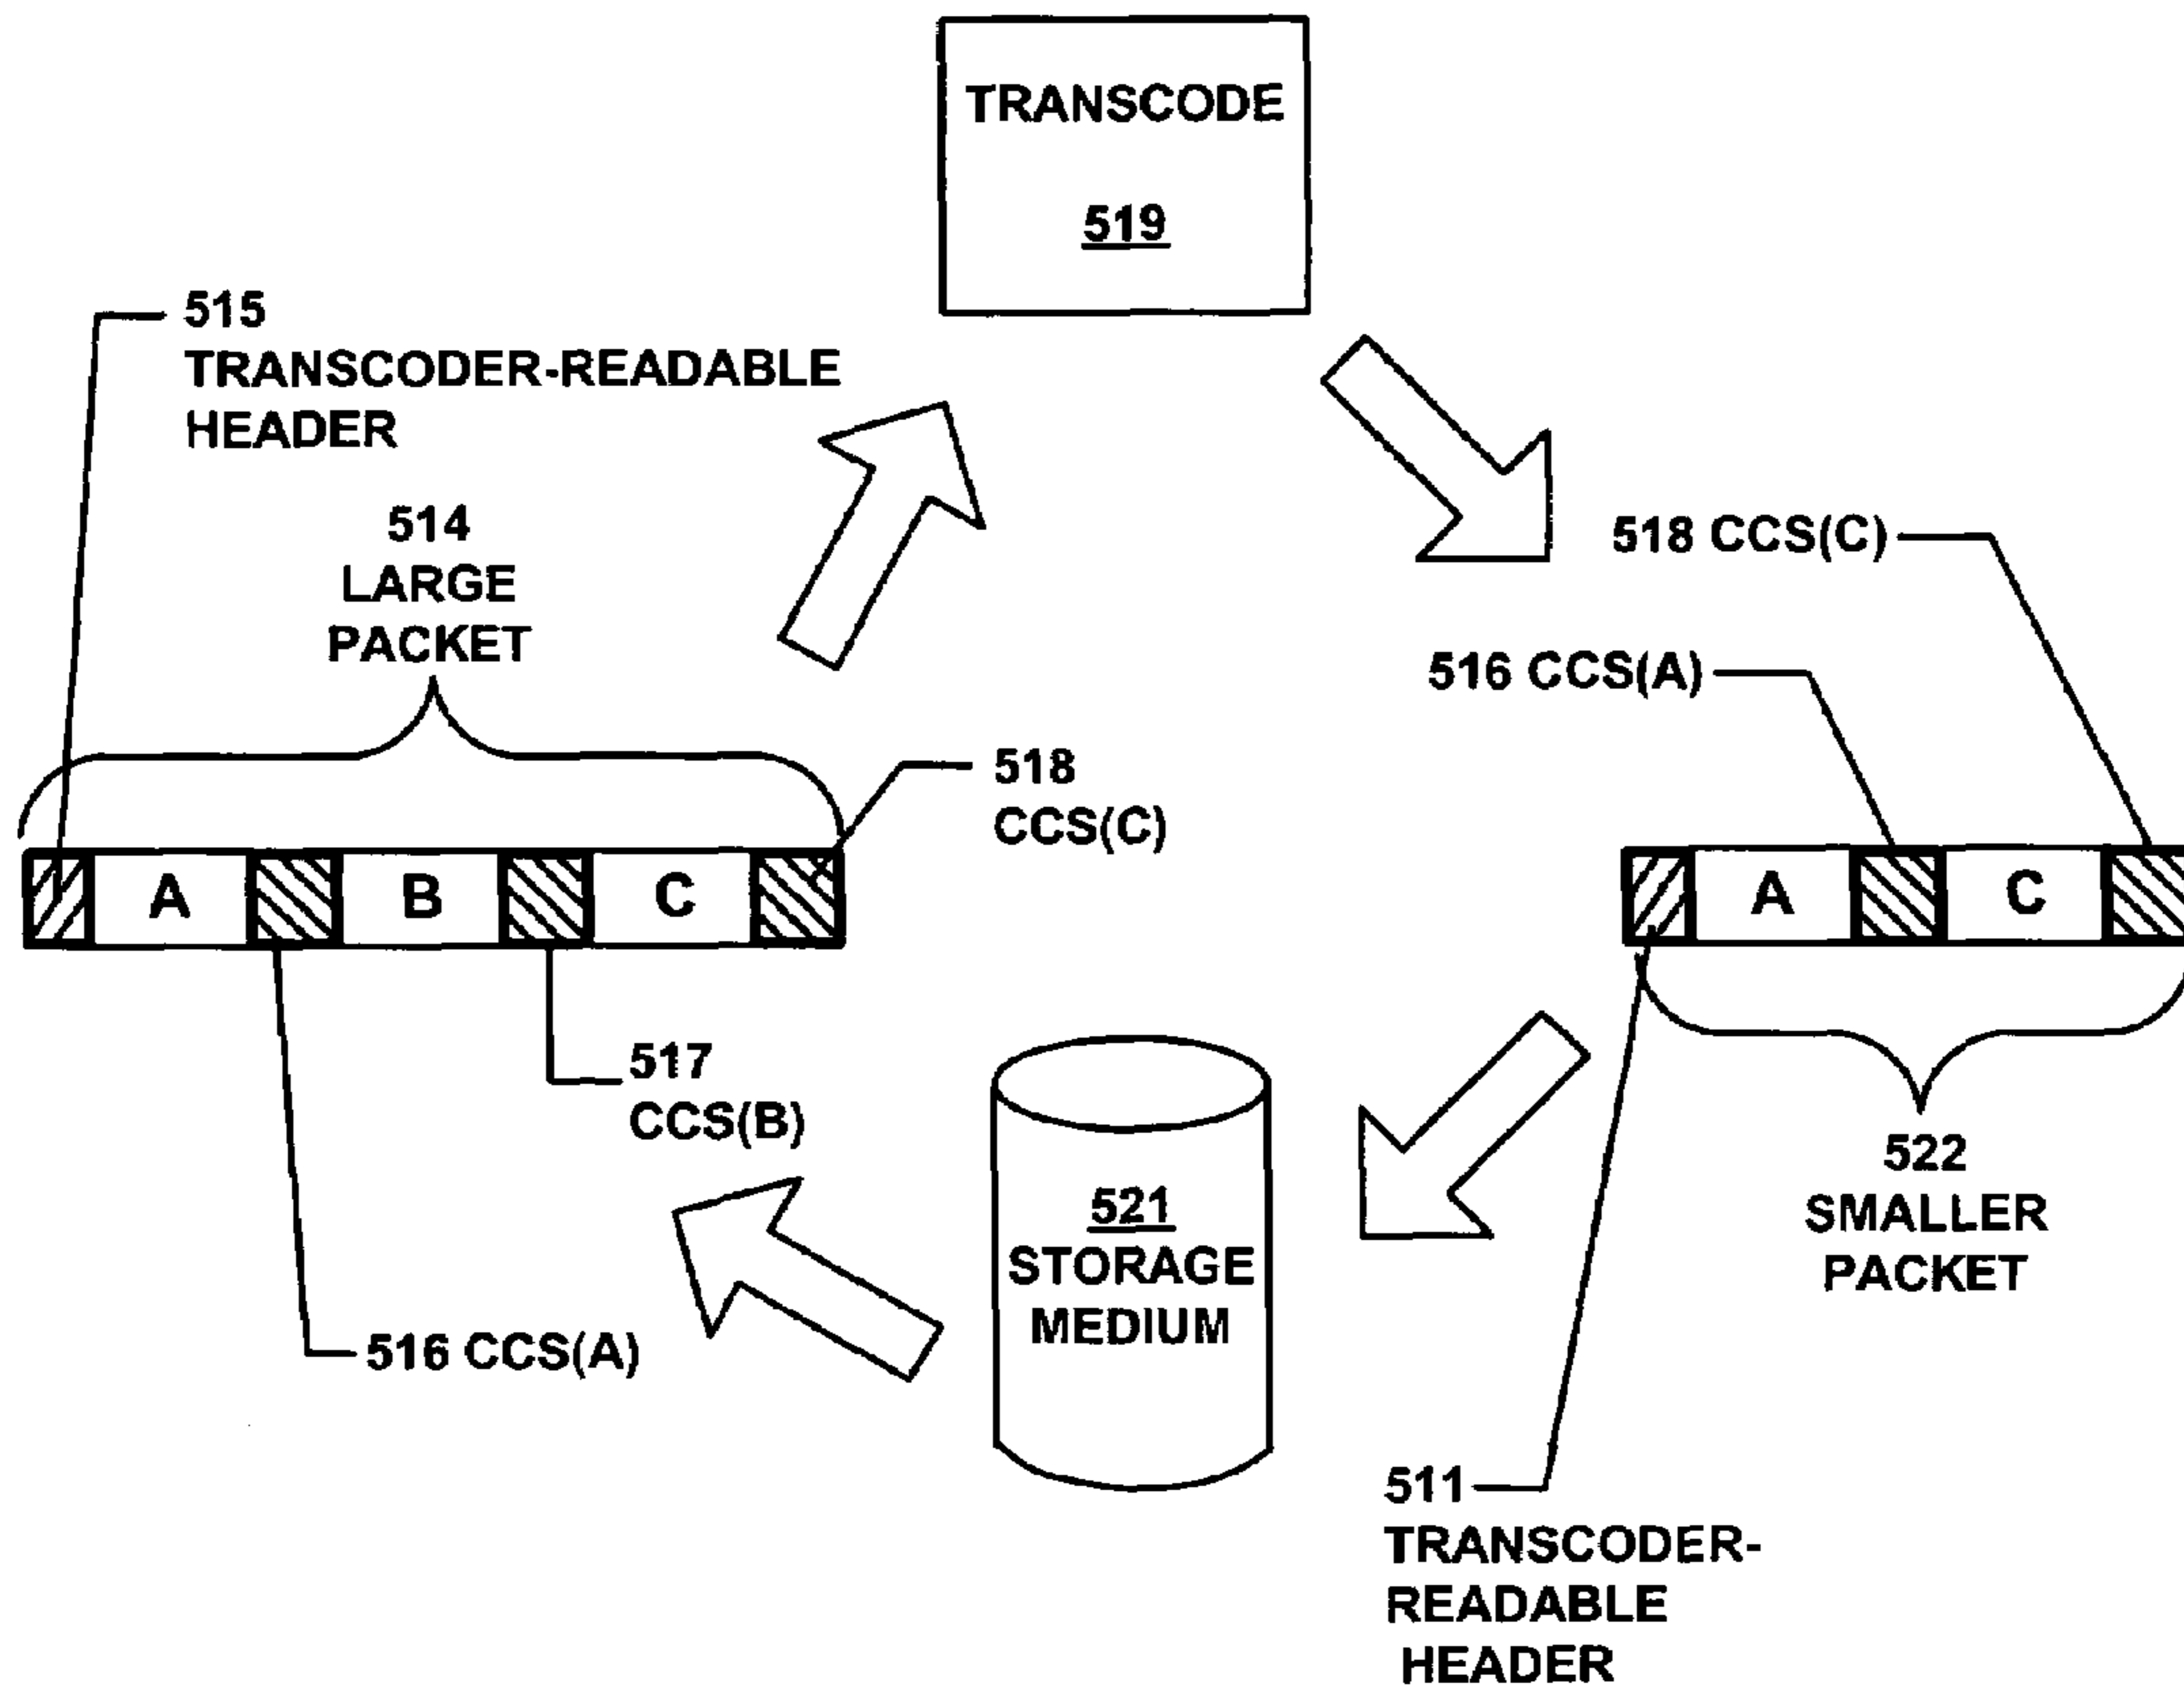 TRANSCODE
519
515
TRANSCODER-READABLE
HEADER
514
LARGE
PACKET
518 CCS(C)
516 CCS(A)
518
CCS(C)
A
B
C
A
C
517
CCS(B)
516 CCS(A)
521
STORAGE
MEDIUM
522
SMALLER
PACKET
511
TRANSCODER-
READABLE
HEADER